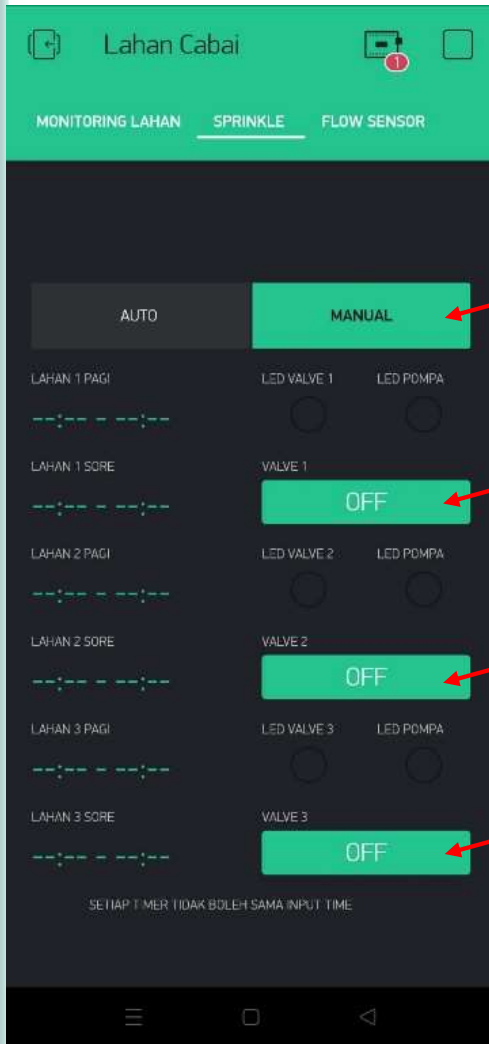 Lahan Cabai
1
MONITORING LAHAN SPRINKLE FLOW SENSOR
AUTO MANUAL
LAHAN 1 PAGI LED VALVE 1 LED POMPA
--:-- - --:--
LAHAN 1 SORE VALVE 1
--:-- - --:-- OFF
LAHAN 2 PAGI LED VALVE 2 LED POMPA
--:-- - --:--
LAHAN 2 SORE VALVE 2
--:-- - --:-- OFF
LAHAN 3 PAGI LED VALVE 3 LED POMPA
--:-- - --:--
LAHAN 3 SORE VALVE 3
--:-- - --:-- OFF
SETIAP TIMER TIDAK BOLEH SAMA INPUT TIME